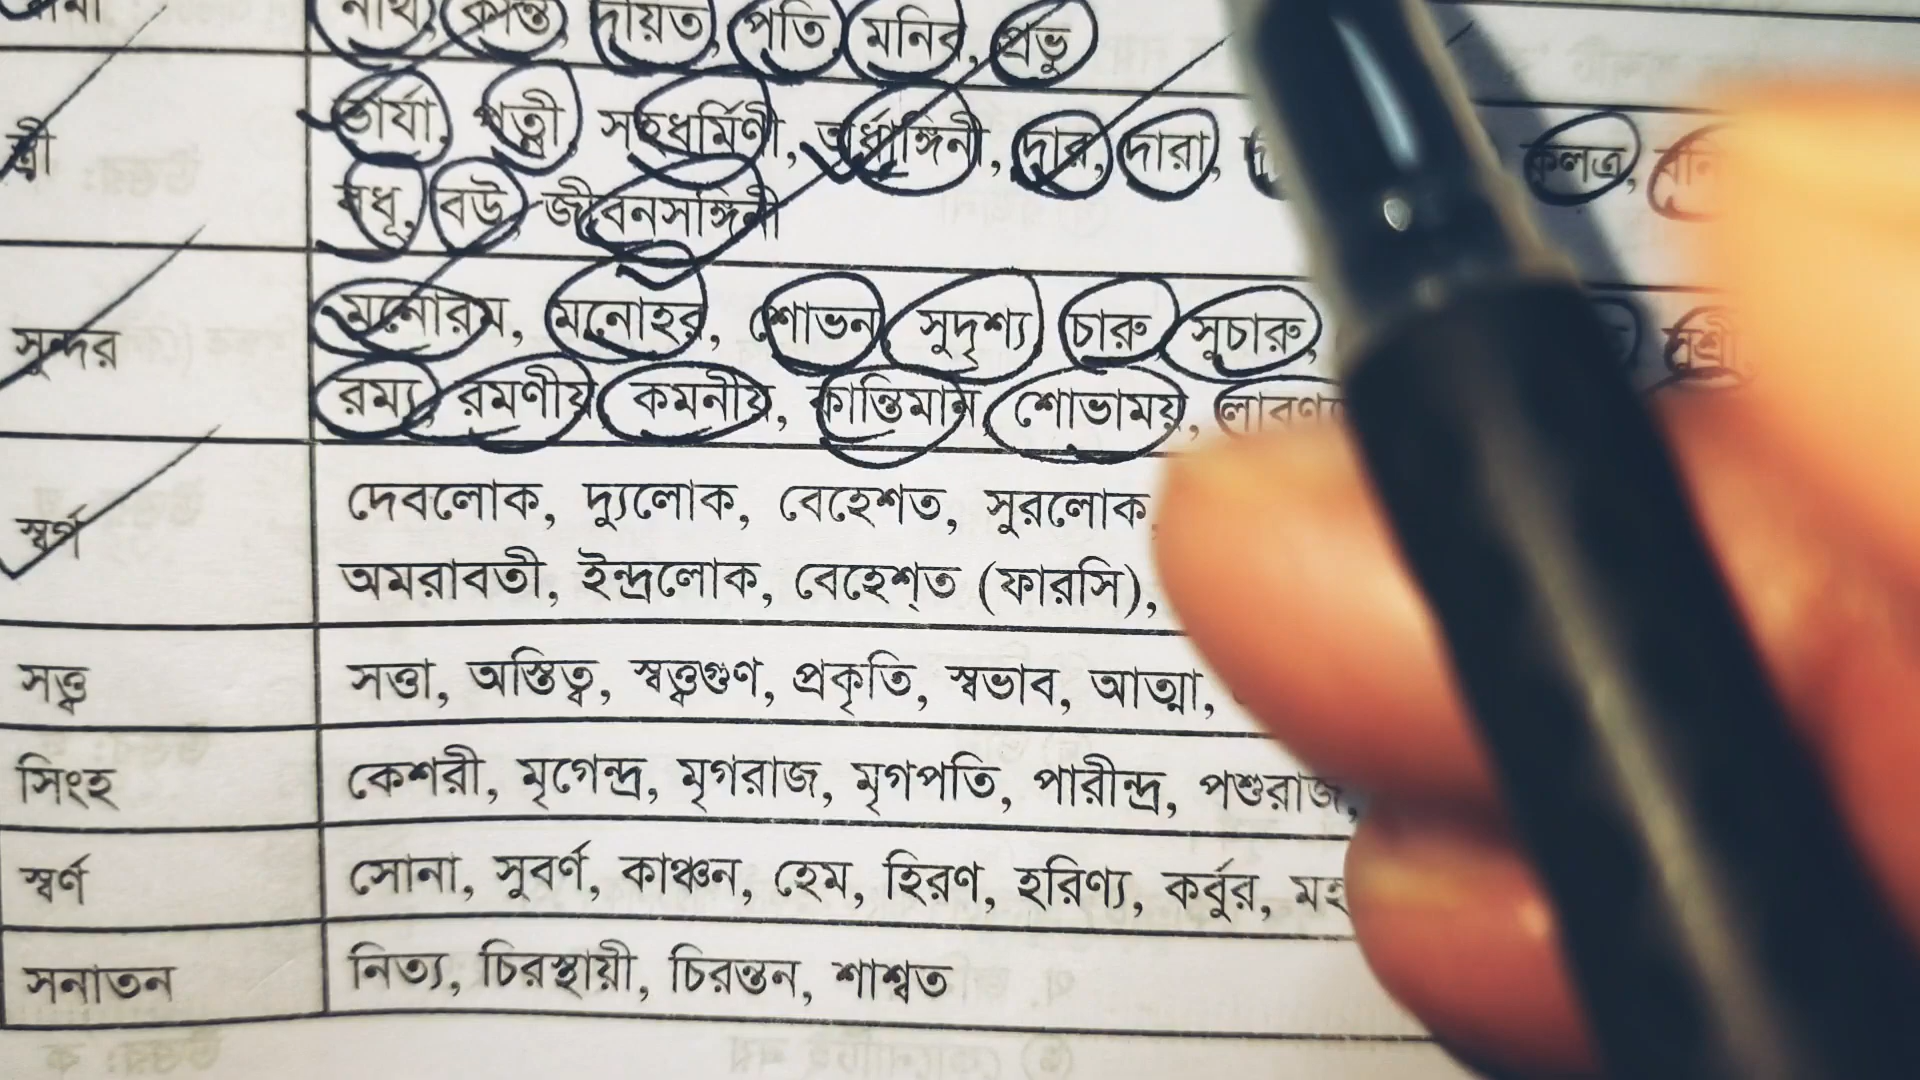 নাথ, কান্ত, দয়িত, পতি, মনিব, প্রভু
স্ত্রী
ভার্যা, পত্নী, সহধর্মিণী, অর্ধাঙ্গিনী, দার, দারা, কলত্র,
বধূ, বউ, জীবনসঙ্গিনী
সুন্দর
মনোরম, মনোহর, শোভন, সুদৃশ্য, চারু, সুচারু, সুশ্রী
রম্য, রমণীয়, কমনীয়, কান্তিমান, শোভাময়,
স্বর্গ
দেবলোক, দ্যুলোক, বেহেশত, সুরলোক,
অমরাবতী, ইন্দ্রলোক, বেহেশ্‌ত (ফারসি),
সত্ত্ব
সত্তা, অস্তিত্ব, স্বত্ত্বগুণ, প্রকৃতি, স্বভাব, আত্মা,
সিংহ
কেশরী, মৃগেন্দ্র, মৃগরাজ, মৃগপতি, পারীন্দ্র, পশুরাজ,
স্বর্ণ
সোনা, সুবর্ণ, কাঞ্চন, হেম, হিরণ, হরিণ্য, কর্বুর,
সনাতন
নিত্য, চিরস্থায়ী, চিরন্তন, শাশ্বত